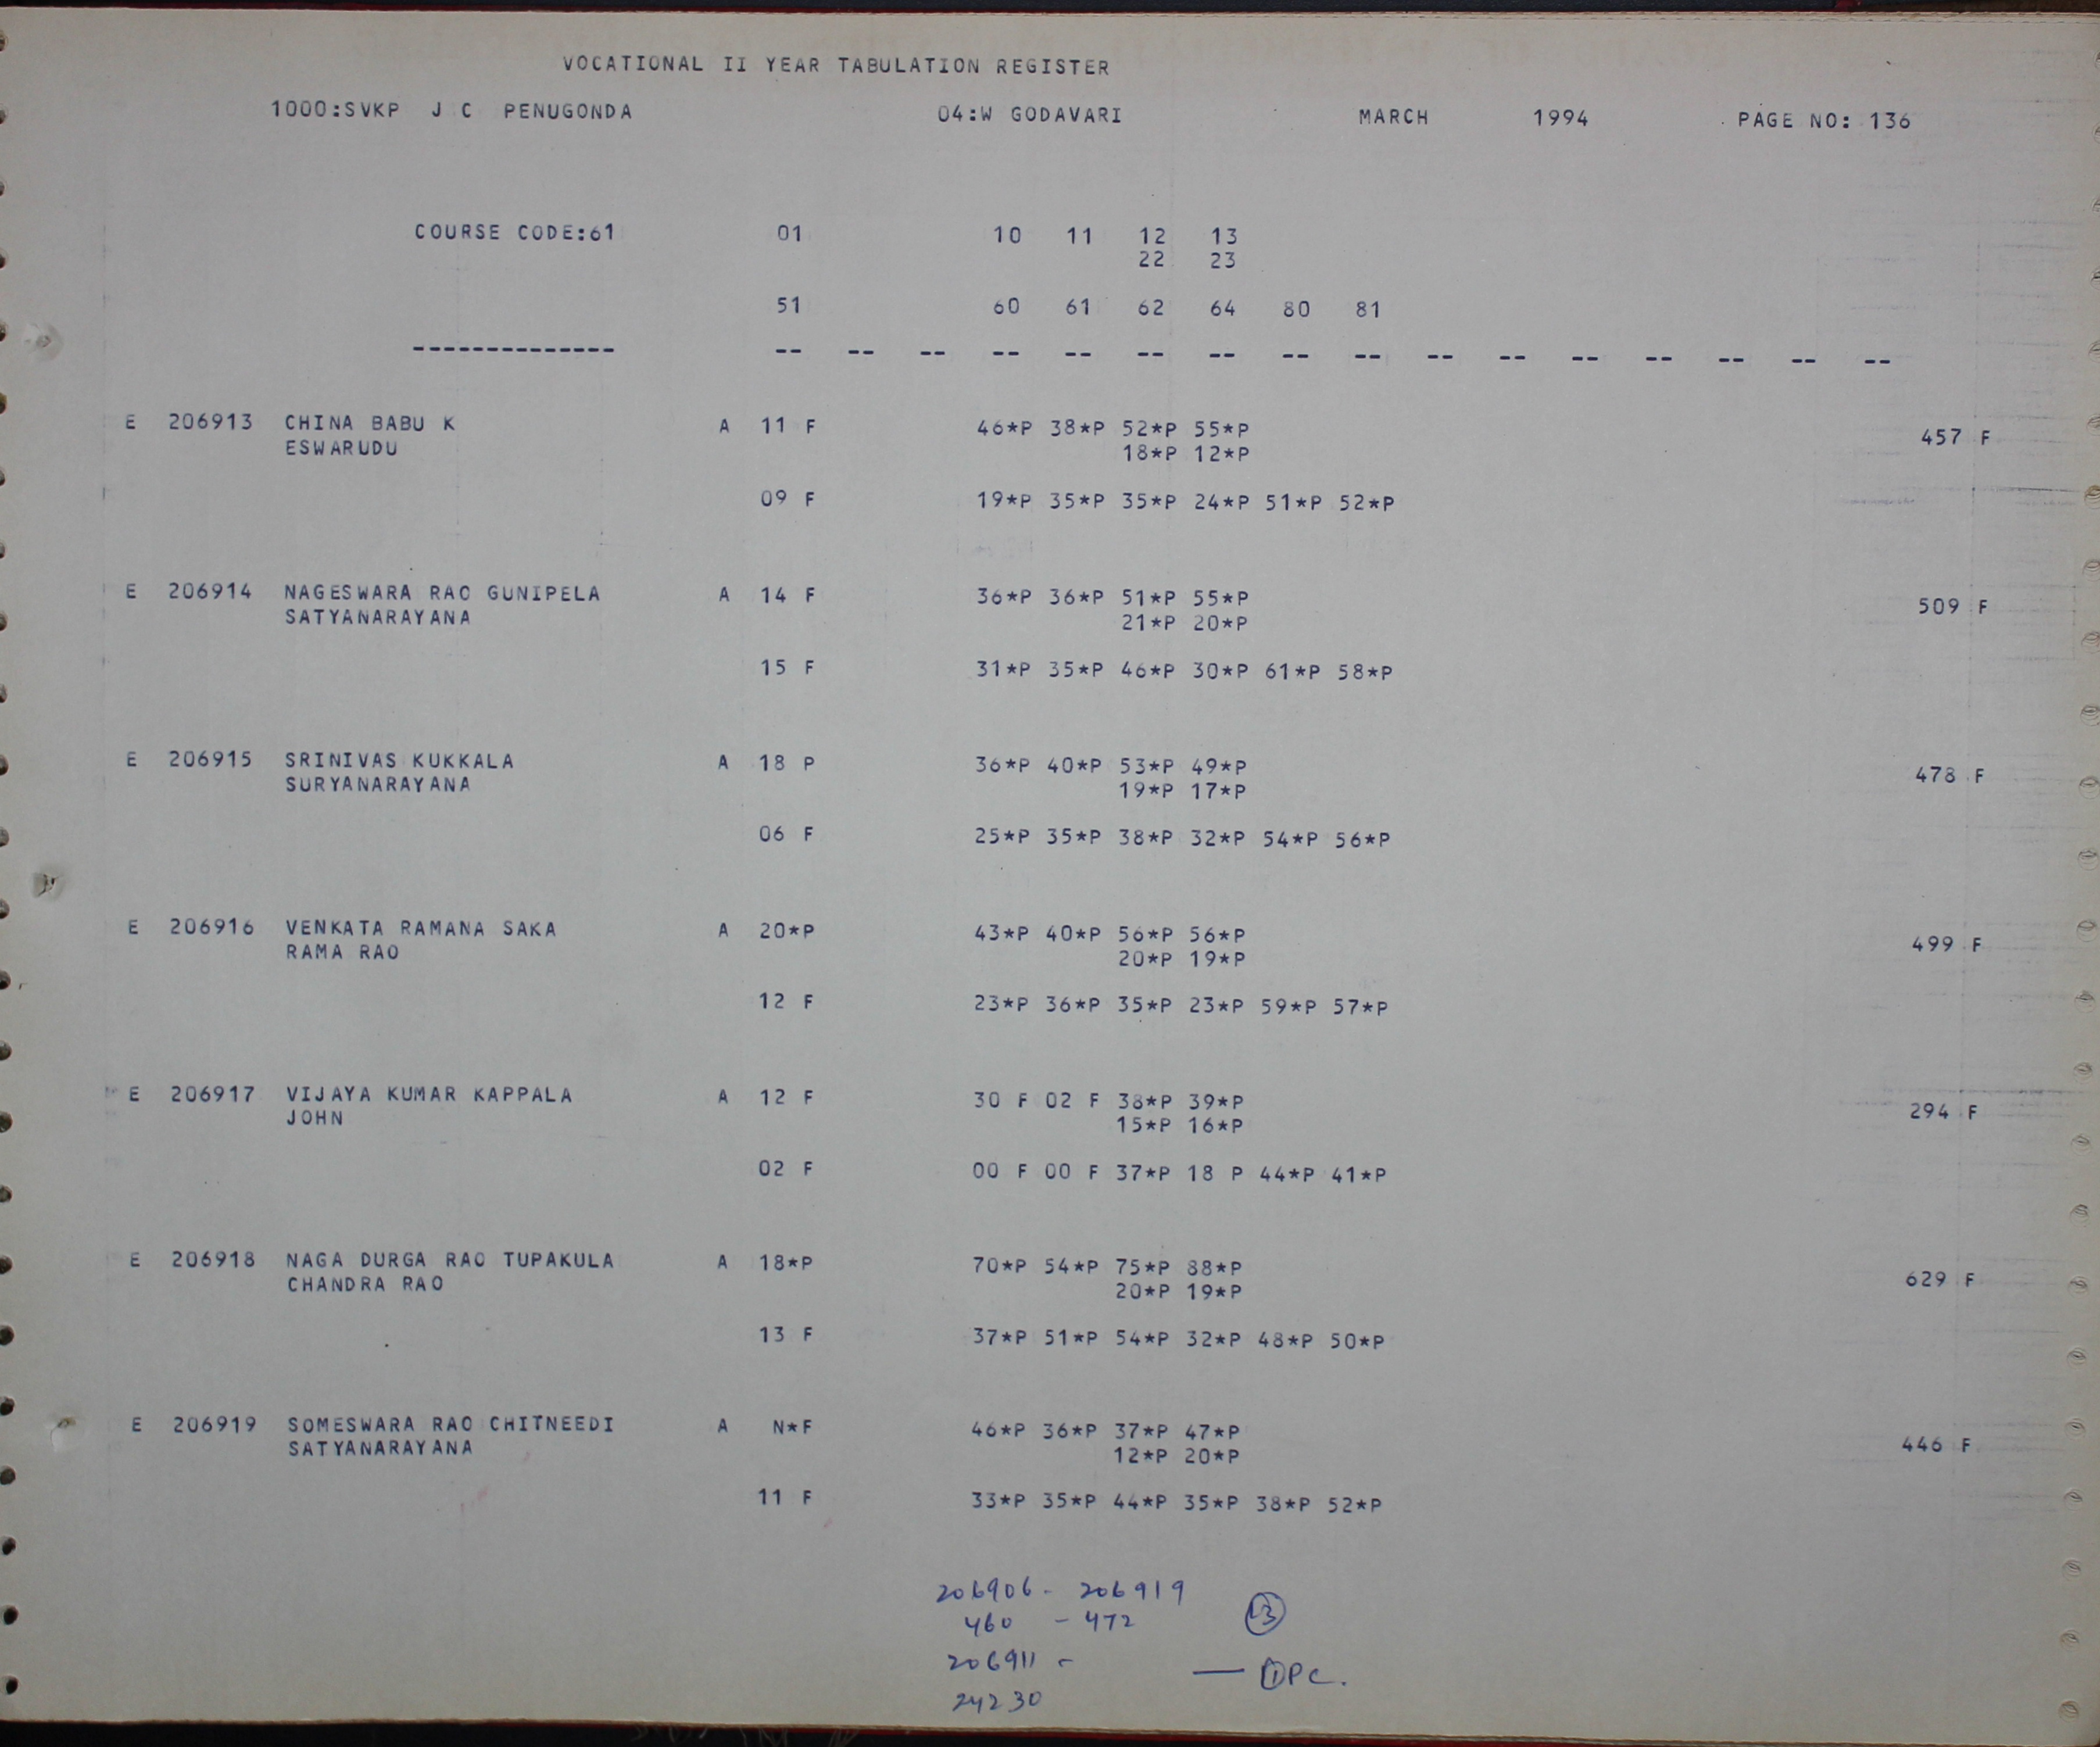 VOCATIONAL II YEAR TABULATION REGISTER
1000:SVKP J C PENUGONDA 04:W GODAVARI MARCH 1994 PAGE NO: 136
COURSE CODE:61 01 10 11 12 13
22 23
51 60 61 62 64 80 81
-------------- -- -- -- -- -- -- -- -- -- -- -- -- -- -- -- --
E 206913 CHINA BABU K A 11 F 46*P 38*P 52*P 55*P 457 F
ESWARUDU 18*P 12*P
09 F 19*P 35*P 35*P 24*P 51*P 52*P
E 206914 NAGESWARA RAO GUNIPELA A 14 F 36*P 36*P 51*P 55*P 509 F
SATYANARAYANA 21*P 20*P
15 F 31*P 35*P 46*P 30*P 61*P 58*P
E 206915 SRINIVAS KUKKALA A 18 P 36*P 40*P 53*P 49*P 478 F
SURYANARAYANA 19*P 17*P
06 F 25*P 35*P 38*P 32*P 54*P 56*P
E 206916 VENKATA RAMANA SAKA A 20*P 43*P 40*P 56*P 56*P 499 F
RAMA RAO 20*P 19*P
12 F 23*P 36*P 35*P 23*P 59*P 57*P
E 206917 VIJAYA KUMAR KAPPALA A 12 F 30 F 02 F 38*P 39*P 294 F
JOHN 15*P 16*P
02 F 00 F 00 F 37*P 18 P 44*P 41*P
E 206918 NAGA DURGA RAO TUPAKULA A 18*P 70*P 54*P 75*P 88*P 629 F
CHANDRA RAO 20*P 19*P
13 F 37*P 51*P 54*P 32*P 48*P 50*P
E 206919 SOMESWARA RAO CHITNEEDI A N*F 46*P 36*P 37*P 47*P 446 F
SATYANARAYANA 12*P 20*P
11 F 33*P 35*P 44*P 35*P 38*P 52*P
206906 - 206919
460 - 472 13
206911 -
— 1 PC.
24230